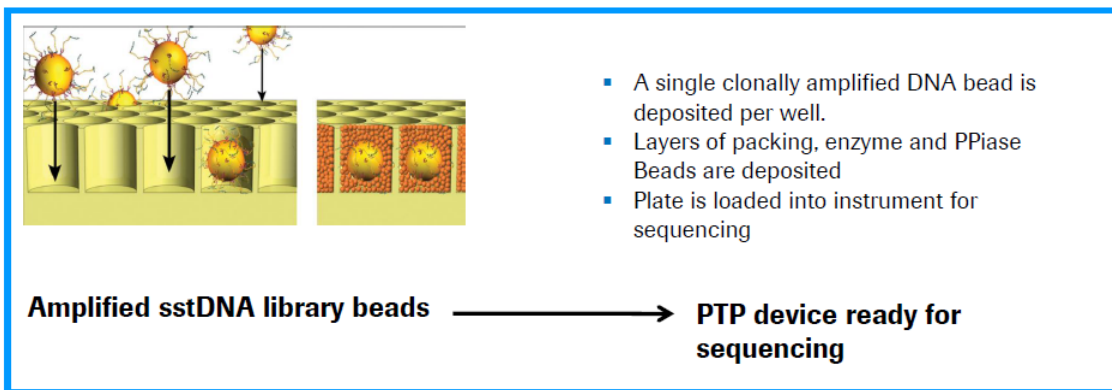 ▪ A single clonally amplified DNA bead is
deposited per well.
▪ Layers of packing, enzyme and PPiase
Beads are deposited
▪ Plate is loaded into instrument for
sequencing
Amplified sstDNA library beads
PTP device ready for
sequencing